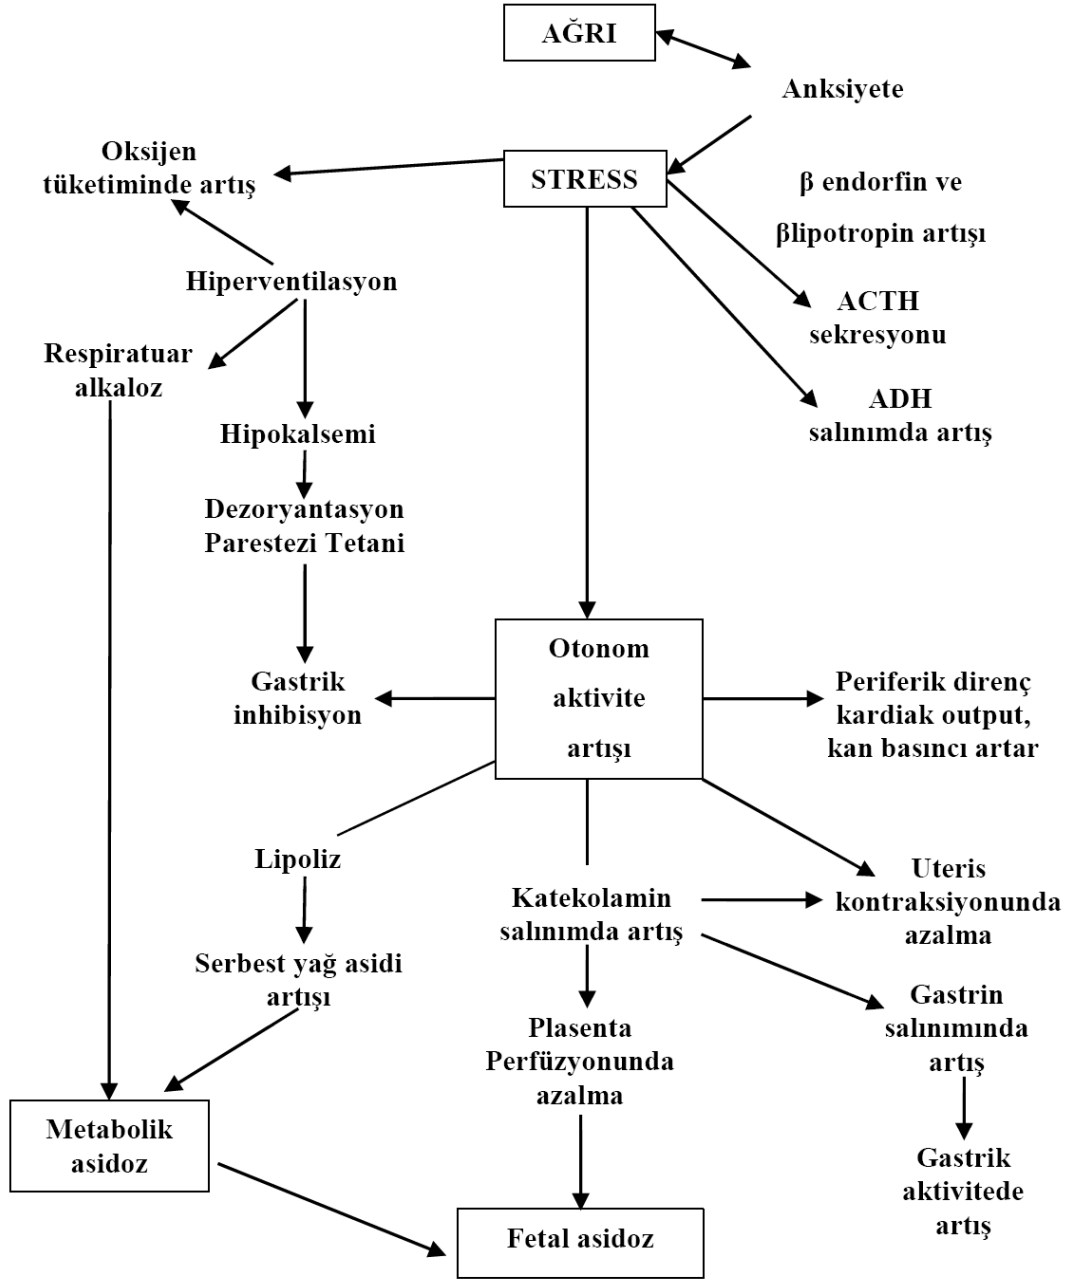 AĞRI
Anksiyete
Oksijen
tüketiminde artış
STRESS
β endorfin ve
βlipotropin artışı
Hiperventilasyon
ACTH
sekresyonu
Respiratuar
alkaloz
ADH
salınımda artış
Hipokalsemi
Dezoryantasyon
Parestezi Tetani
Otonom
aktivite
artışı
Gastrik
inhibisyon
Periferik direnç
kardiak output,
kan basıncı artar
Lipoliz
Katekolamin
salınımda artış
Uteris
kontraksiyonunda
azalma
Serbest yağ asidi
artışı
Gastrin
salınımında
artış
Plasenta
Perfüzyonunda
azalma
Metabolik
asidoz
Gastrik
aktivitede
artış
Fetal asidoz